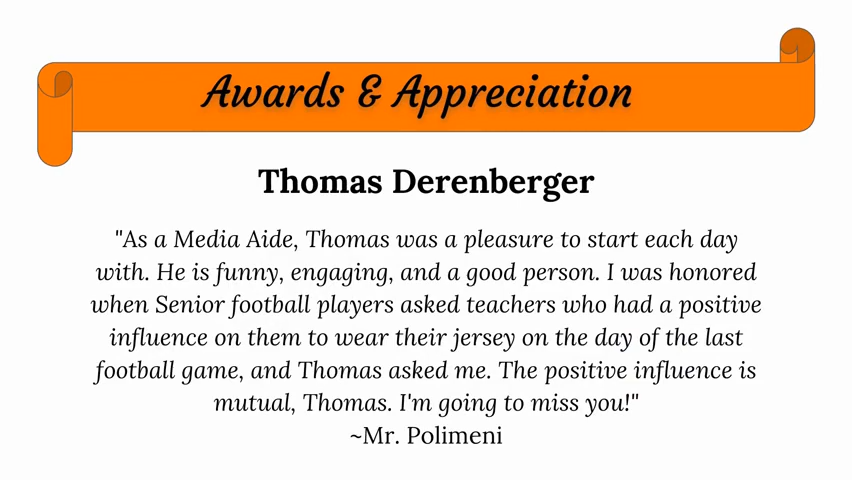 Awards & Appreciation
Thomas Derenberger
"As a Media Aide, Thomas was a pleasure to start each day
with. He is funny, engaging, and a good person. I was honored
when Senior football players asked teachers who had a positive
influence on them to wear their jersey on the day of the last
football game, and Thomas asked me. The positive influence is
mutual, Thomas. I'm going to miss you!"
~Mr. Polimeni